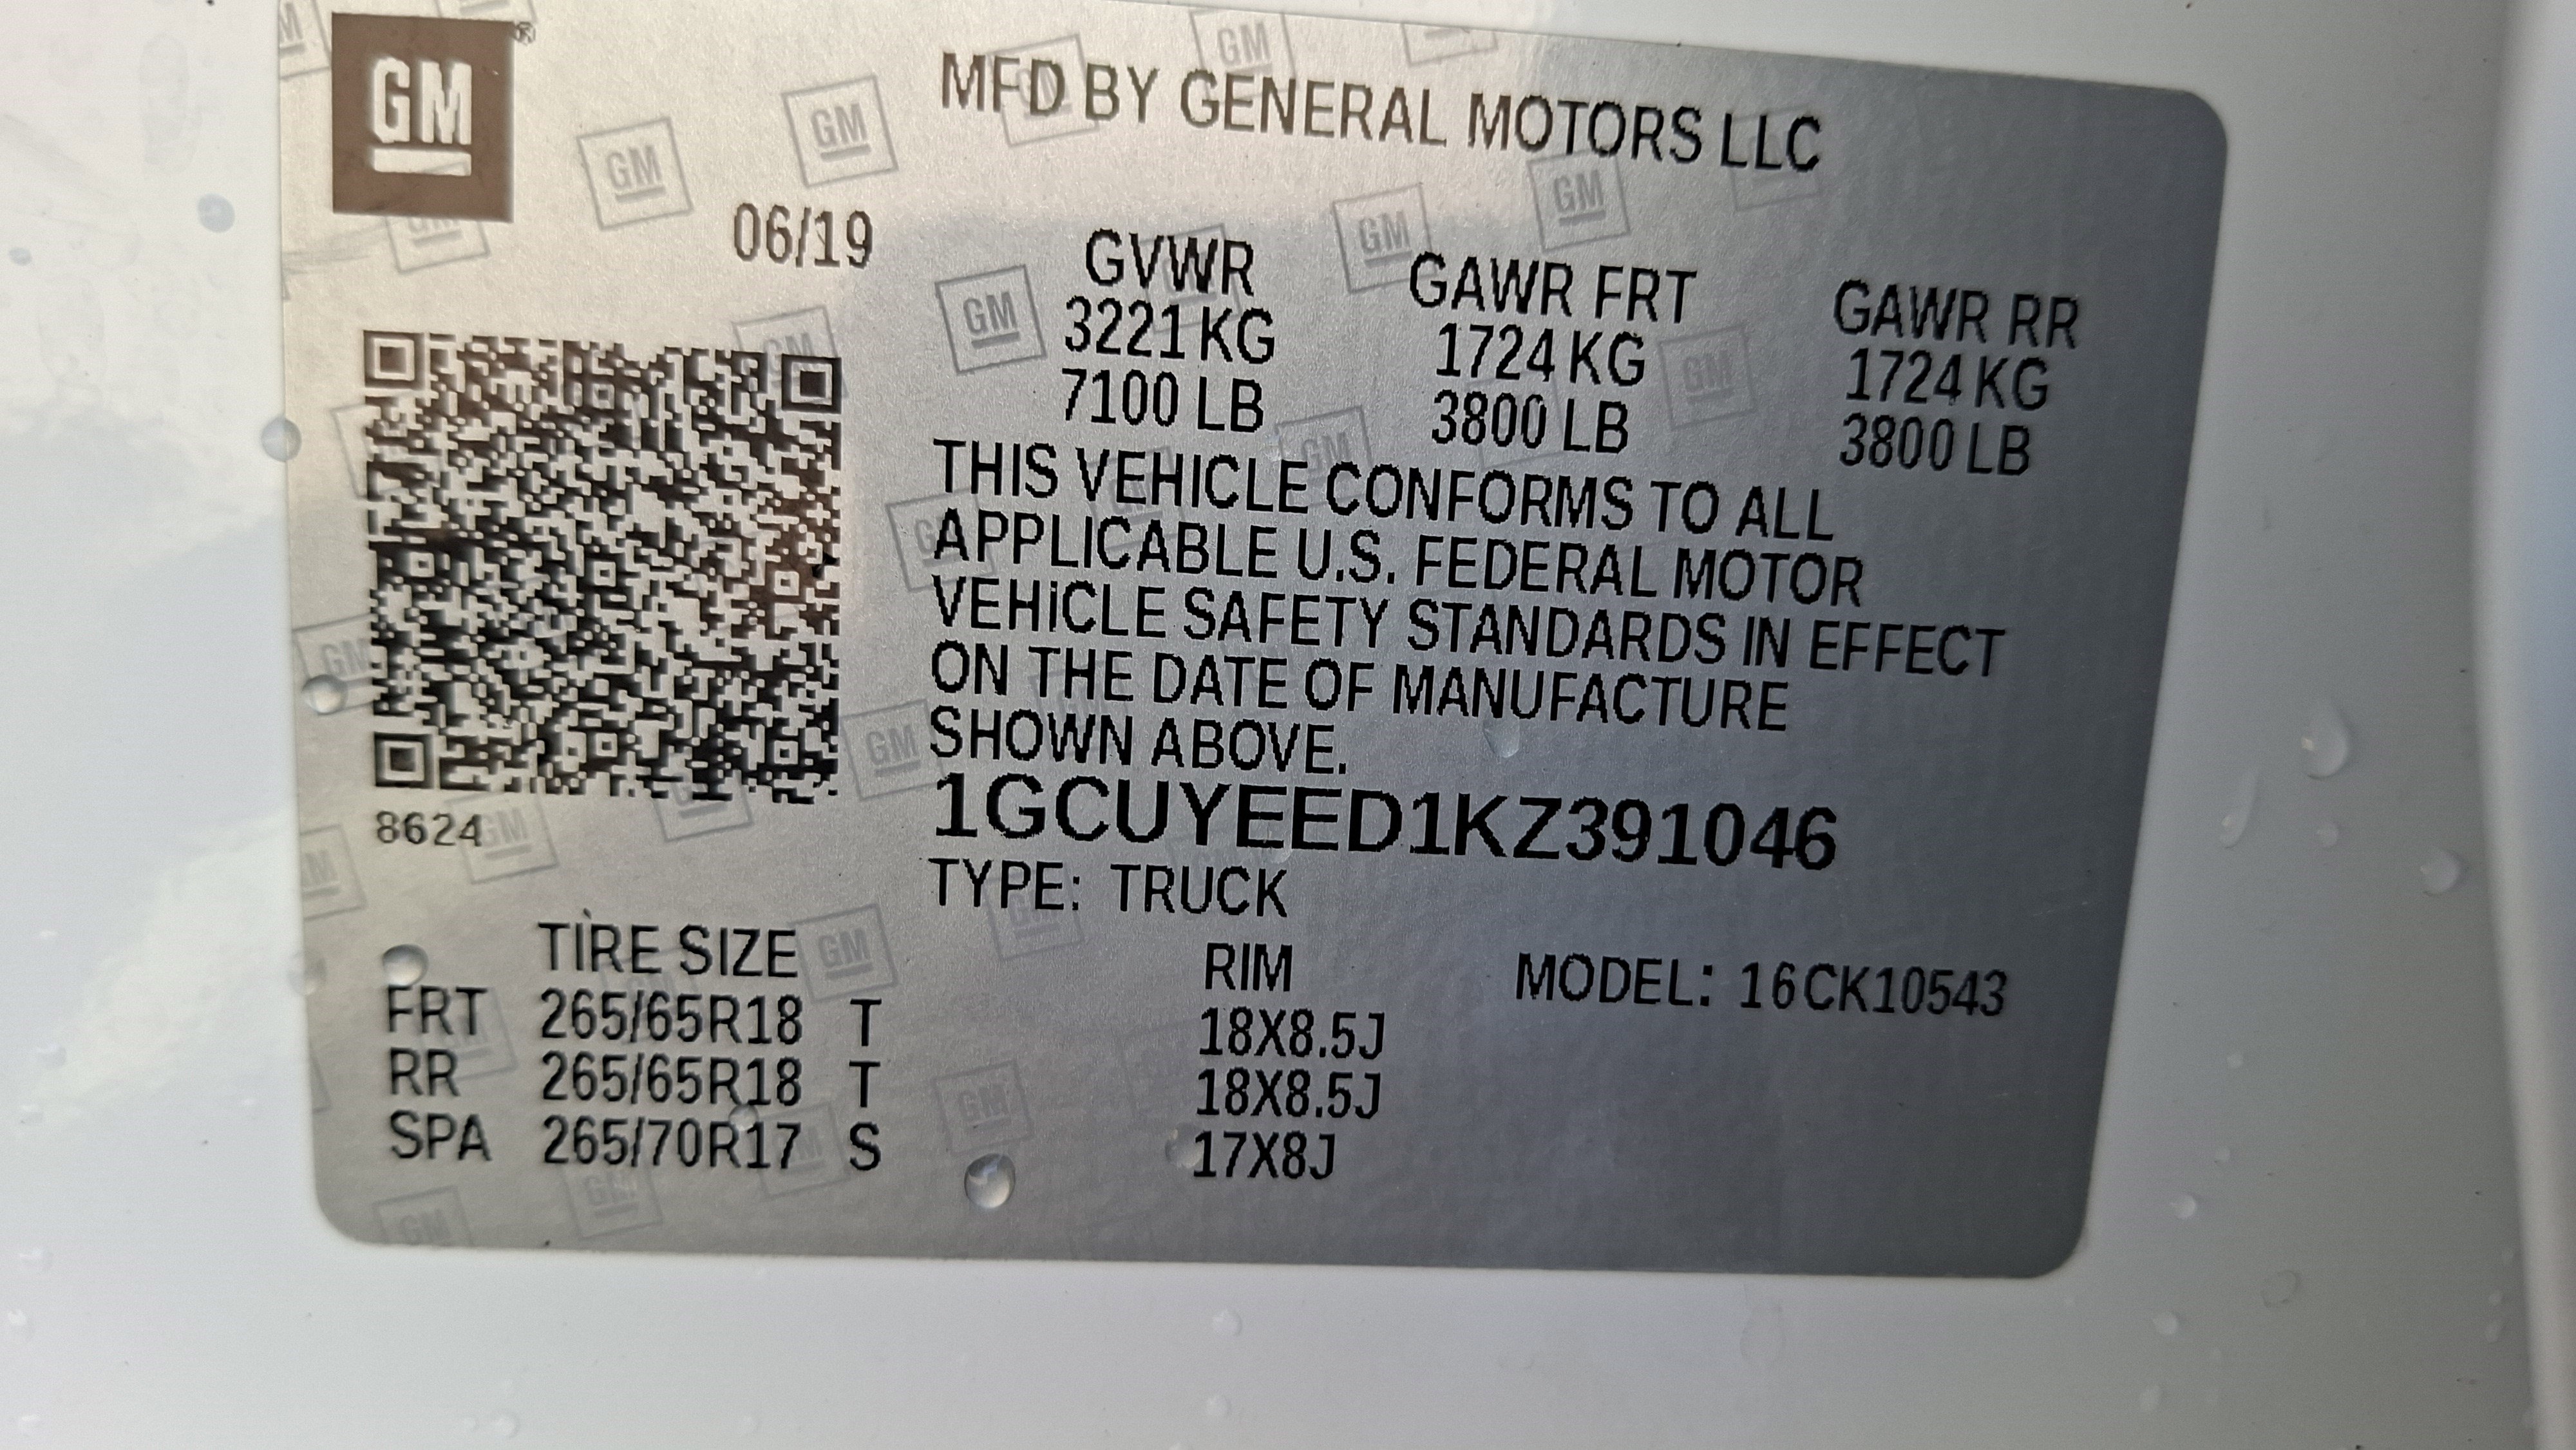 GM
MFD BY GENERAL MOTORS LLC
06/19
GVWR GAWR FRT GAWR RR
3221 KG 1724 KG 1724 KG
7100 LB 3800 LB 3800 LB
THIS VEHICLE CONFORMS TO ALL
APPLICABLE U.S. FEDERAL MOTOR
VEHICLE SAFETY STANDARDS IN EFFECT
ON THE DATE OF MANUFACTURE
SHOWN ABOVE.
1GCUYEED1KZ391046
8624
TYPE: TRUCK
TIRE SIZE RIM MODEL: 16CK10543
FRT 265/65R18 T 18X8.5J
RR 265/65R18 T 18X8.5J
SPA 265/70R17 S 17X8J